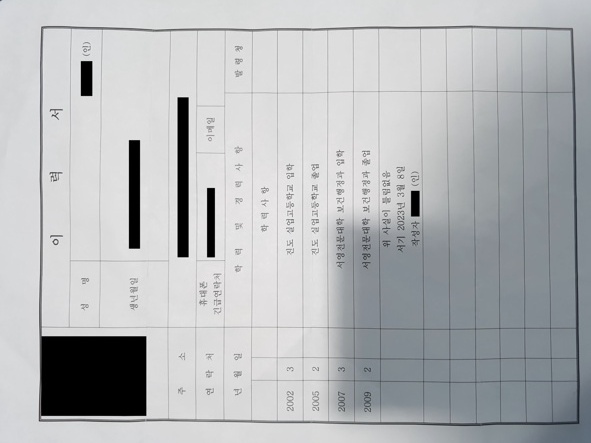 이 력 서
성 명 (인)
생년월일
주 소
연 락 처 휴대폰 이메일
긴급연락처
년 월 일 학 력 및 경 력 사 항 발 령 청
학 력 사 항
2002 3 진도 실업고등학교 입학
2005 2 진도 실업고등학교 졸업
2007 3 서영전문대학 보건행정과 입학
2009 2 서영전문대학 보건행정과 졸업
위 사실이 틀림없음
서기 2023년 3월 8일
작성자 (인)